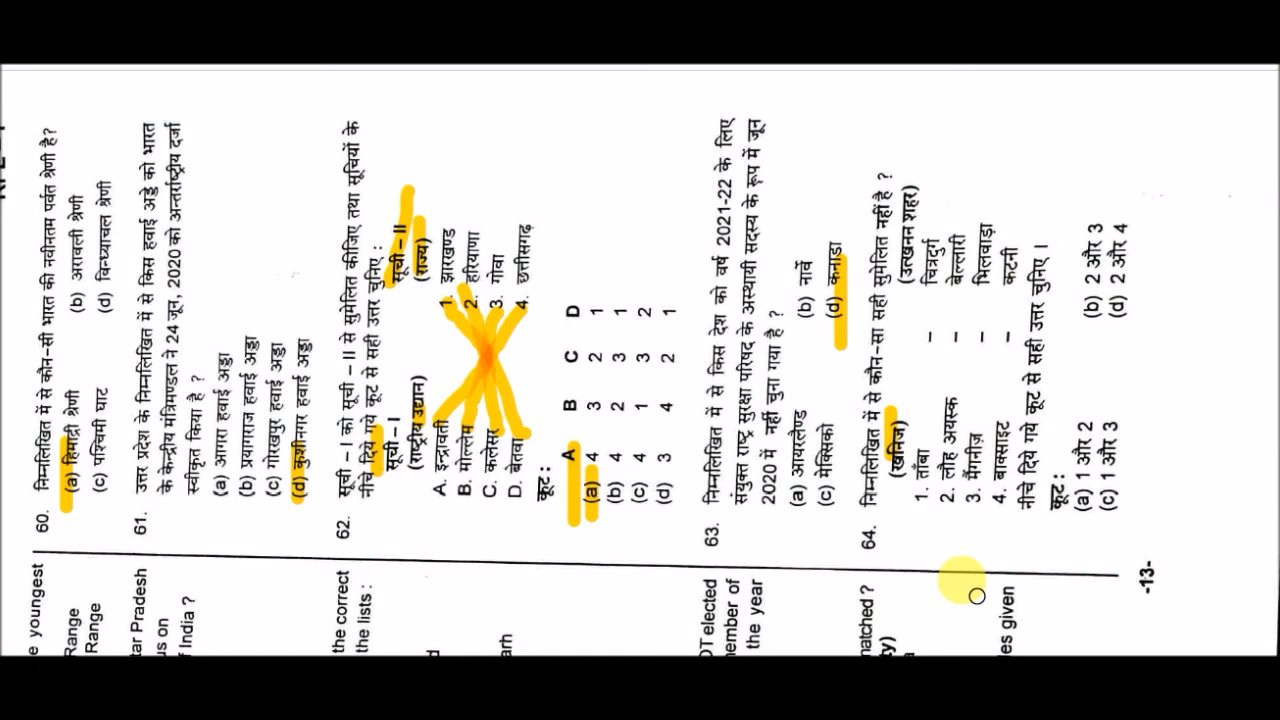 60. निम्नलिखित में से कौन-सी भारत की नवीनतम पर्वत श्रेणी है?
(a) हिमाद्री श्रेणी (b) अरावली श्रेणी
(c) पश्चिमी घाट (d) विन्ध्याचल श्रेणी
61. उत्तर प्रदेश के निम्नलिखित में से किस हवाई अड्डे को भारत
के केन्द्रीय मंत्रिमण्डल ने 24 जून, 2020 को अन्तर्राष्ट्रीय दर्जा
स्वीकृत किया है ?
(a) आगरा हवाई अड्डा
(b) प्रयागराज हवाई अड्डा
(c) गोरखपुर हवाई अड्डा
(d) कुशीनगर हवाई अड्डा
62. सूची - I को सूची - II से सुमेलित कीजिए तथा सूचियों के
नीचे दिये गये कूट से सही उत्तर चुनिए :
सूची - I सूची - II
(राष्ट्रीय उद्यान) (राज्य)
A. इन्द्रावती 1. झारखण्ड
B. मोल्लेम 2. हरियाणा
C. कलेसर 3. गोवा
D. बेतवा 4. छत्तीसगढ़
कूट :
A B C D
(a) 4 3 2 1
(b) 4 2 3 1
(c) 4 1 3 2
(d) 3 4 2 1
63. निम्नलिखित में से किस देश को वर्ष 2021-22 के लिए
संयुक्त राष्ट्र सुरक्षा परिषद के अस्थायी सदस्य के रूप में जून
2020 में नहीं चुना गया है ?
(a) आयरलैण्ड (b) नार्वे
(c) मेक्सिको (d) कनाडा
64. निम्नलिखित में से कौन-सा सही सुमेलित नहीं है ?
(खनिज) (उत्खनन शहर)
1. ताँबा – चित्रदुर्ग
2. लौह अयस्क – बेल्लारी
3. मैंगनीज़ – भिलवाड़ा
4. बाक्साइट – कटनी
नीचे दिये गये कूट से सही उत्तर चुनिए ।
कूट :
(a) 1 और 2 (b) 2 और 3
(c) 1 और 3 (d) 2 और 4
-13-
e youngest
Range
Range
tar Pradesh
us on
f India ?
the correct
the lists :
arh
OT elected
ember of
the year
matched ?
ty)
les given